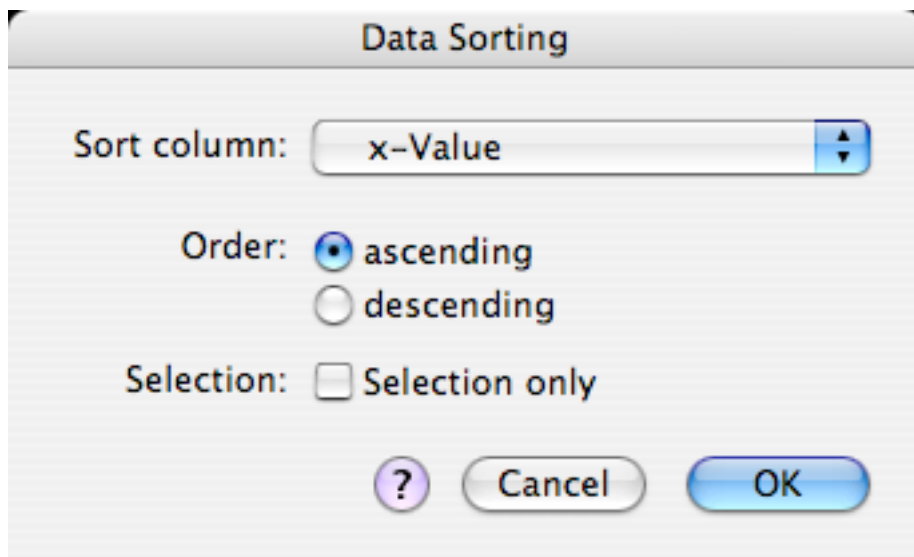 Data Sorting
Sort column: x-Value
Order: ascending
descending
Selection: Selection only
? Cancel OK